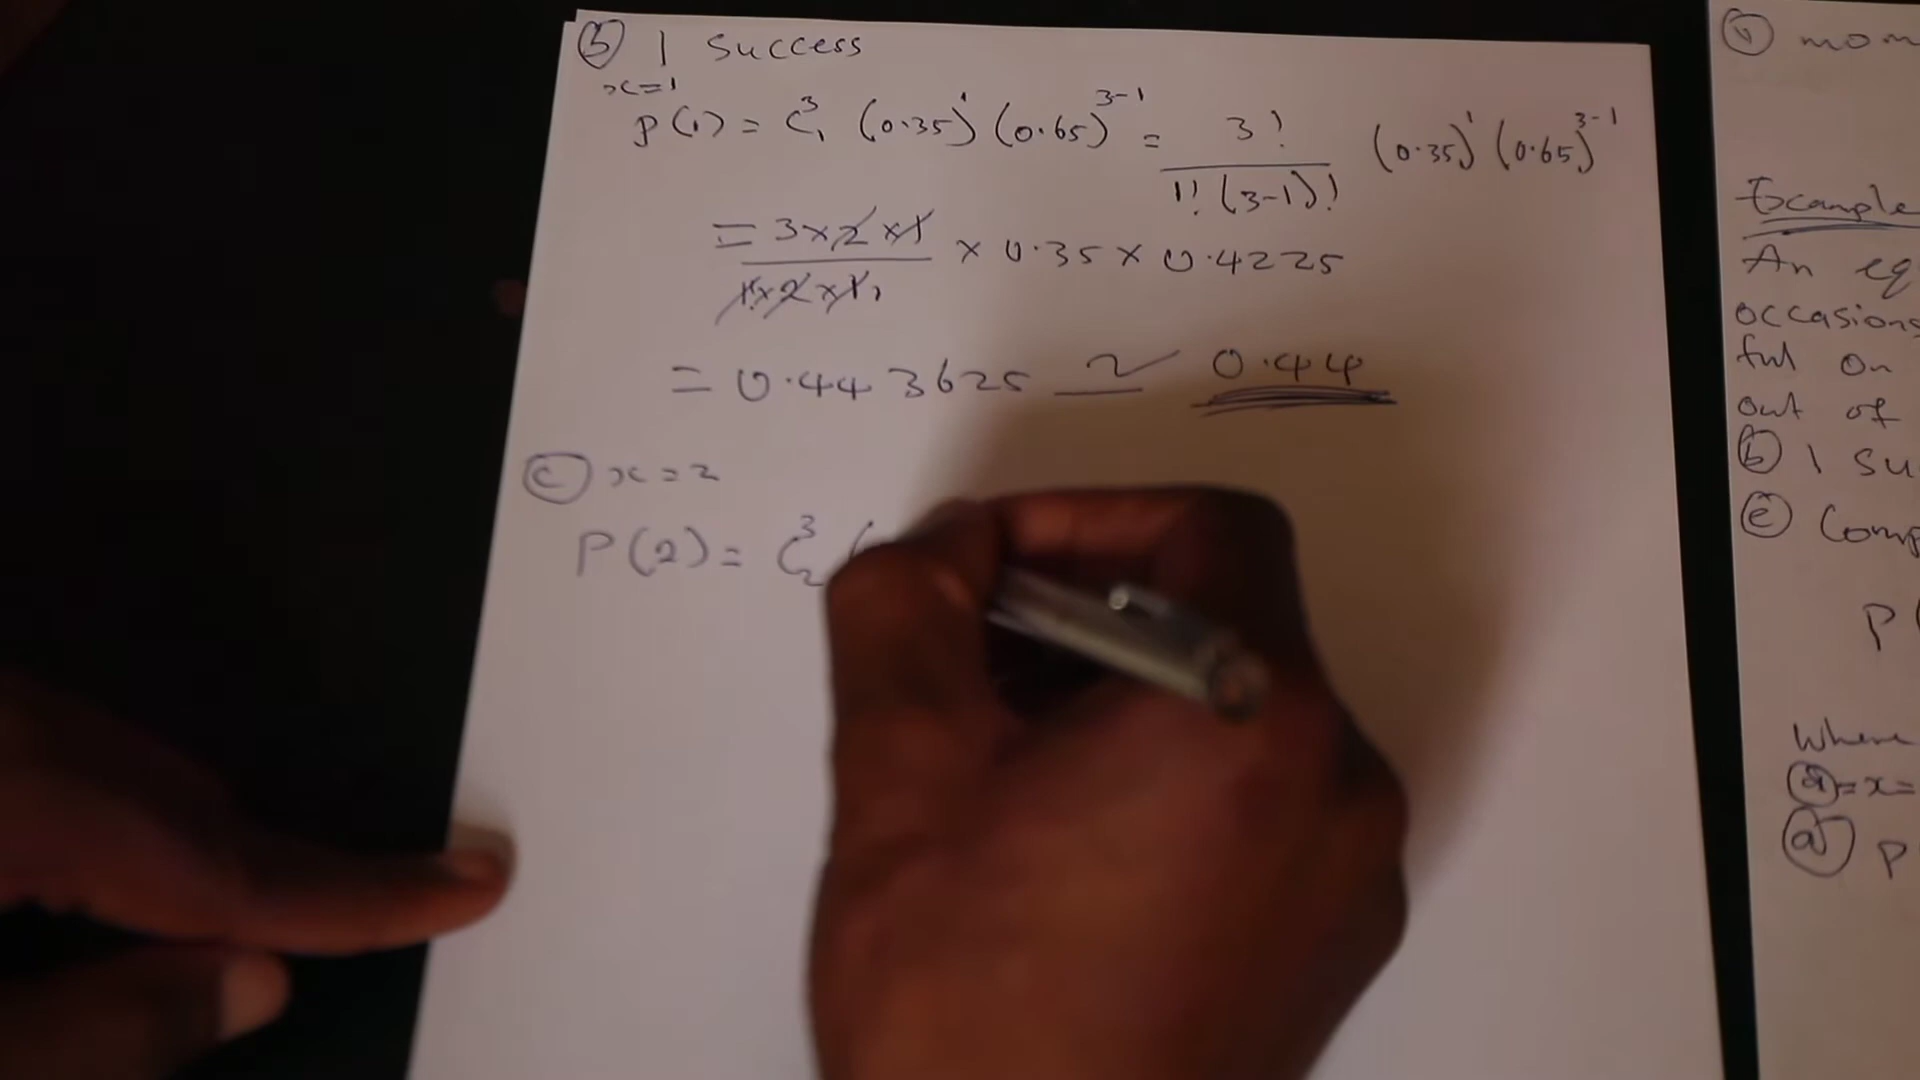 (b) 1 Success
x=1
P(1) = C³₁ (0.35)¹ (0.65)³⁻¹ = 3! / 1! (3-1)! (0.35)¹ (0.65)³⁻¹
= 3×2×1 / 1×2×1 × 0.35 × 0.4225
= 0.443625 ≃ 0.44
(c) x = 2
P(2) = C³₂ (
(v) mom
Example
An eq
occasions
ful on
out of
(b) 1 Su
(e) Comp
P(
Where
(a) = x =
(a) P